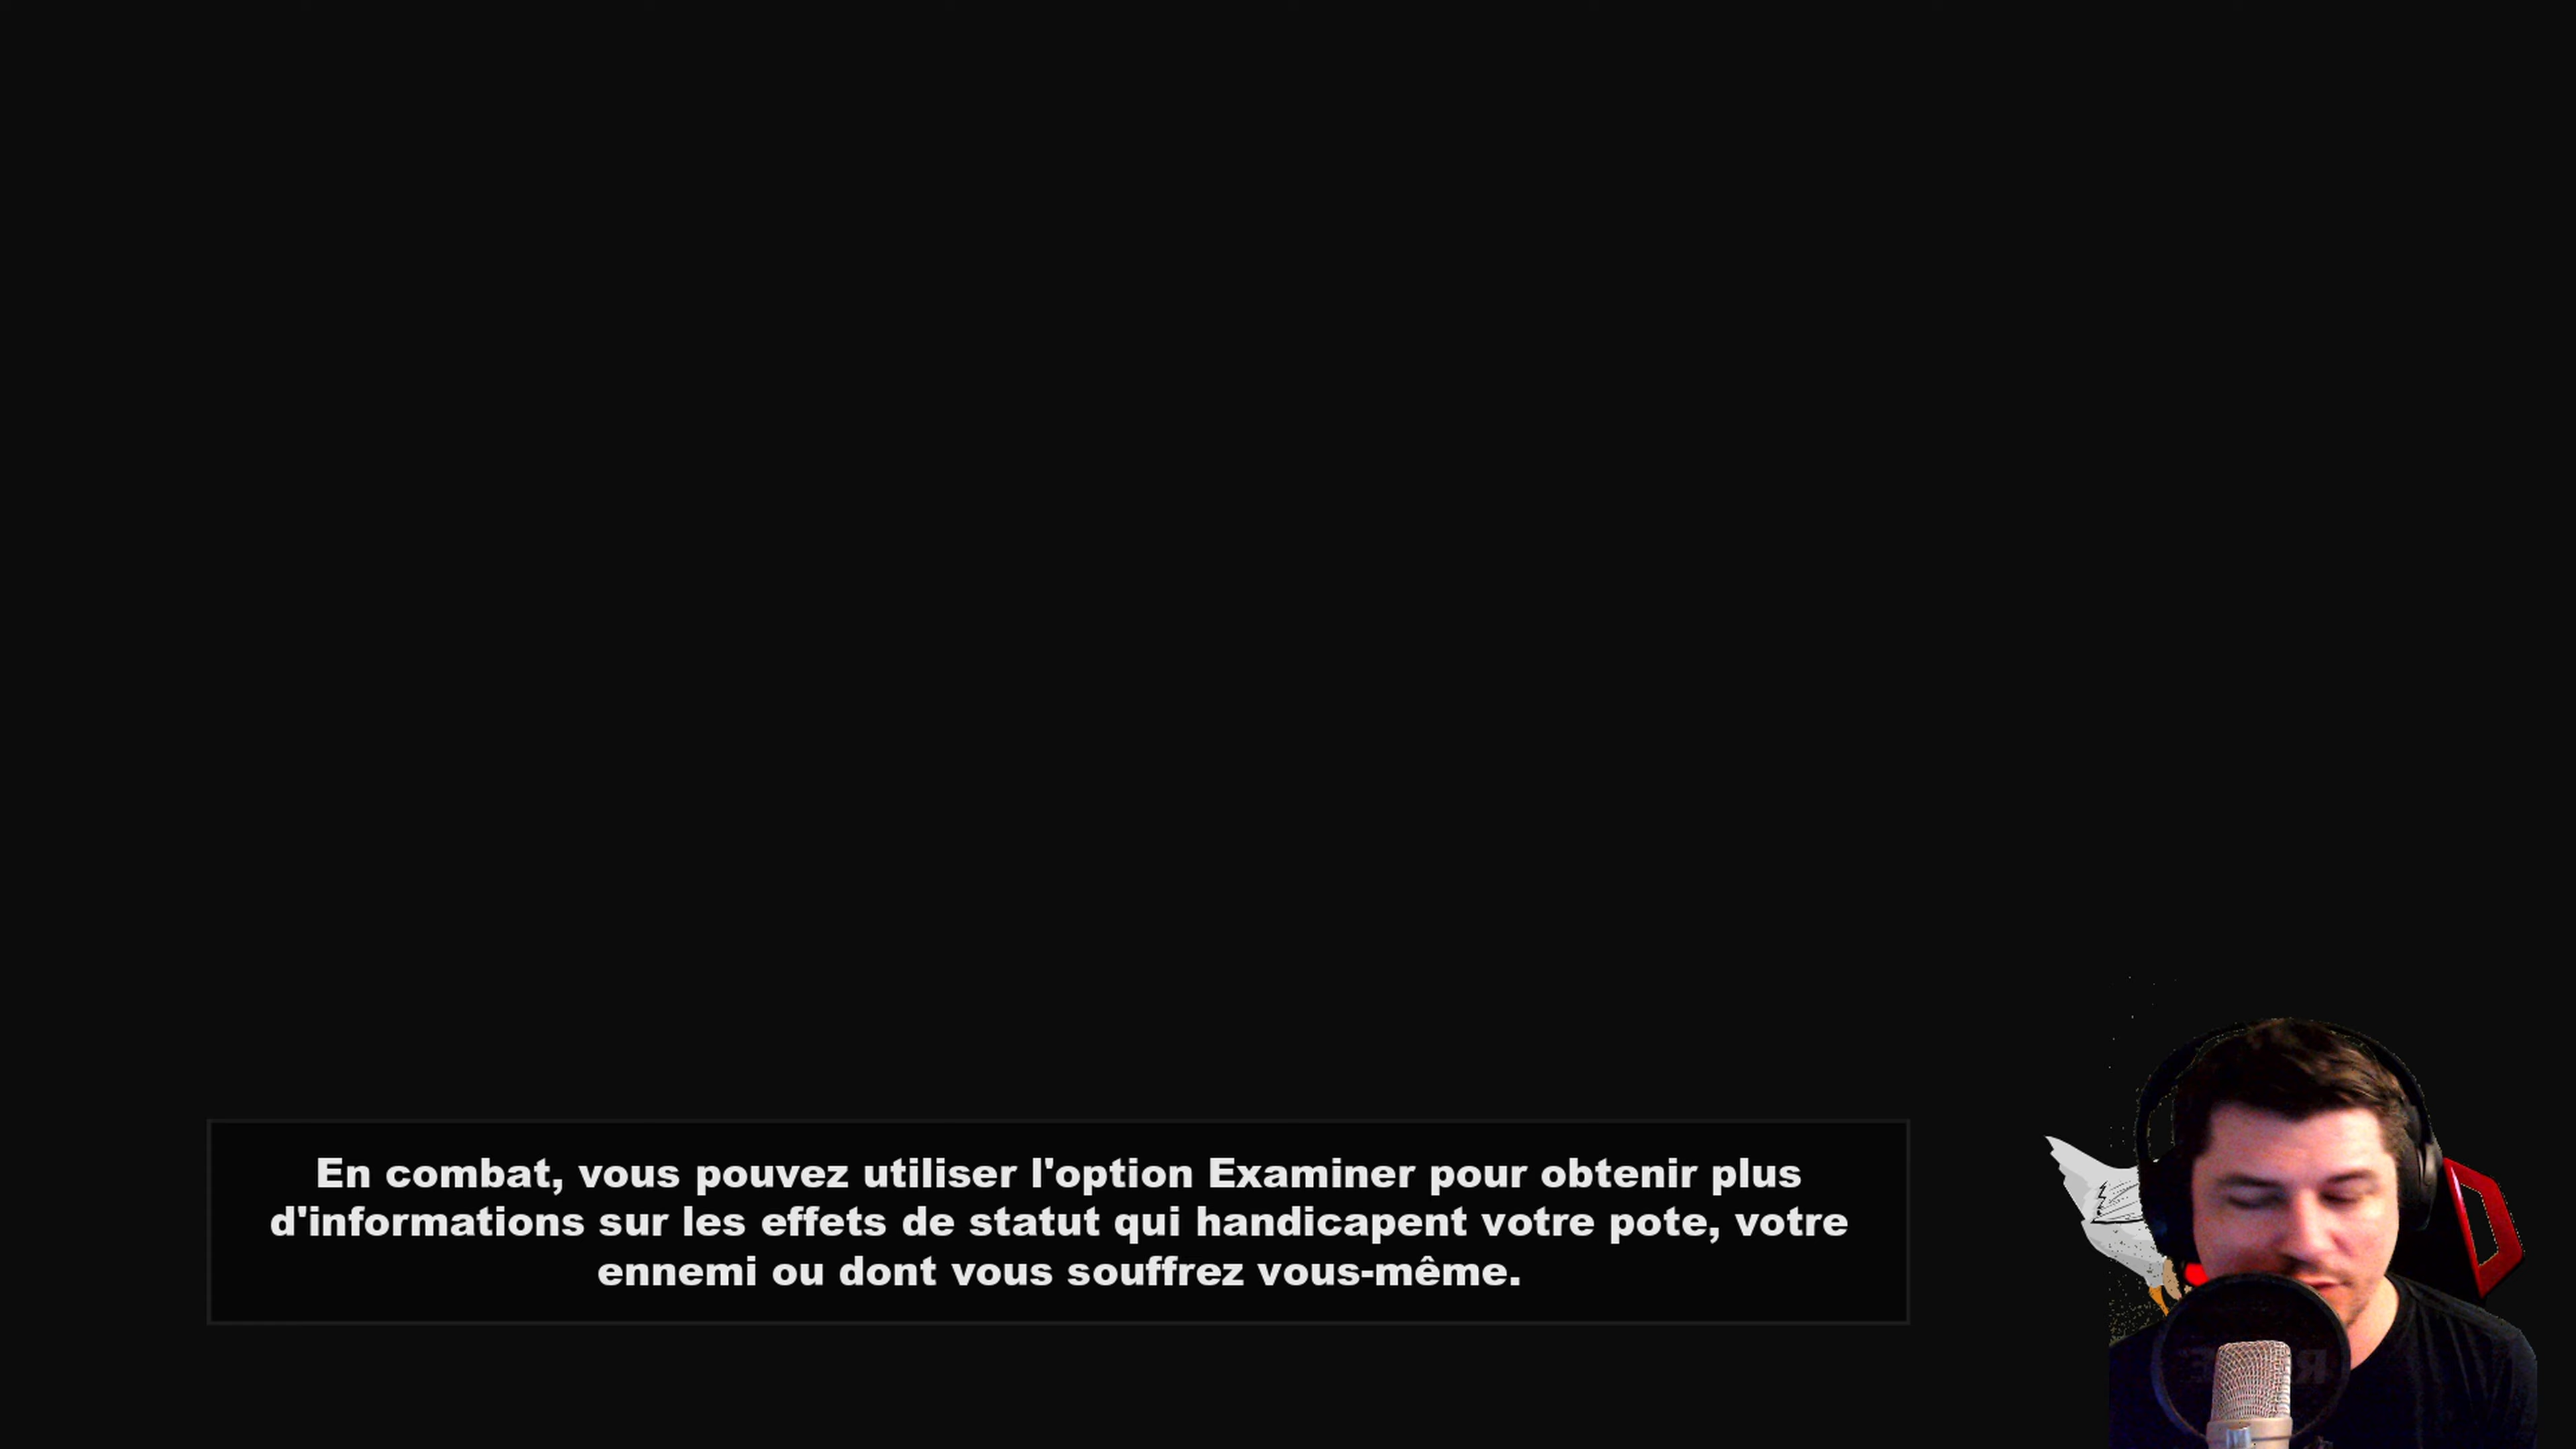 En combat, vous pouvez utiliser l'option Examiner pour obtenir plus
d'informations sur les effets de statut qui handicapent votre pote, votre
ennemi ou dont vous souffrez vous-même.